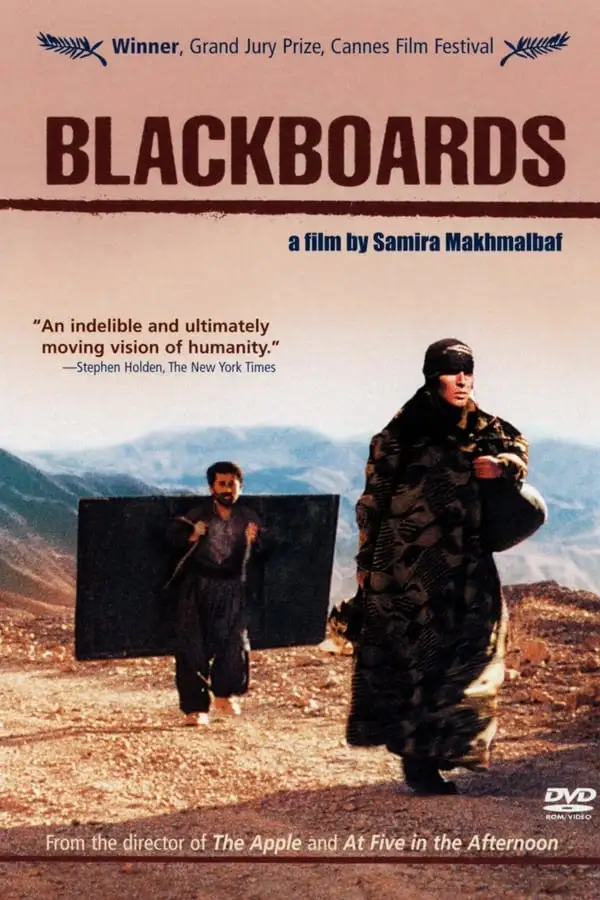 Winner, Grand Jury Prize, Cannes Film Festival
BLACKBOARDS
a film by Samira Makhmalbaf
“An indelible and ultimately
moving vision of humanity.”
—Stephen Holden, The New York Times
DVD
ROM/VIDEO
From the director of The Apple and At Five in the Afternoon